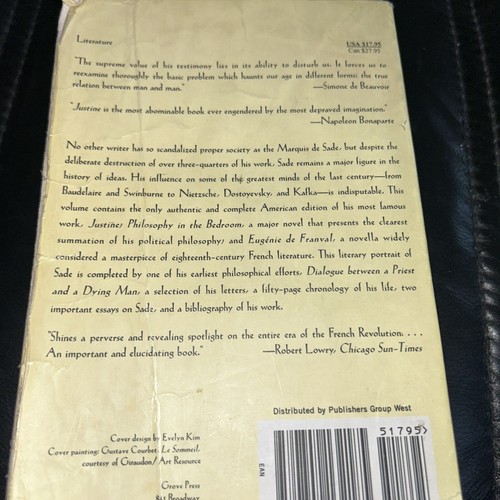 Literature
USA $17.95
Can $27.95
"The supreme value of his testimony lies in its ability to disturb us. It forces us to
reexamine thoroughly the basic problem which haunts our age in different forms: the true
relation between man and man."
—Simone de Beauvoir
"Justine is the most abominable book ever engendered by the most depraved imagination."
—Napoleon Bonaparte
No other writer has so scandalized proper society as the Marquis de Sade, but despite the
deliberate destruction of over three-quarters of his work, Sade remains a major figure in the
history of ideas. His influence on some of the greatest minds of the last century—from
Baudelaire and Swinburne to Nietzsche, Dostoyevsky, and Kafka—is indisputable. This
volume contains the only authentic and complete American edition of his most famous
work, Justine; Philosophy in the Bedroom, a major novel that presents the clearest
summation of his political philosophy; and Eugénie de Franval, a novella widely
considered a masterpiece of eighteenth-century French literature. This literary portrait of
Sade is completed by one of his earliest philosophical efforts, Dialogue between a Priest
and a Dying Man, a selection of his letters, a fifty-page chronology of his life, two
important essays on Sade, and a bibliography of his work.
"Shines a perverse and revealing spotlight on the entire era of the French Revolution. . . .
An important and elucidating book."
—Robert Lowry, Chicago Sun-Times
Distributed by Publishers Group West
51795>
EAN
Cover design by Evelyn Kim
Cover painting: Gustave Courbet, Le Sommeil,
courtesy of Giraudon/Art Resource
Grove Press
841 Broadway